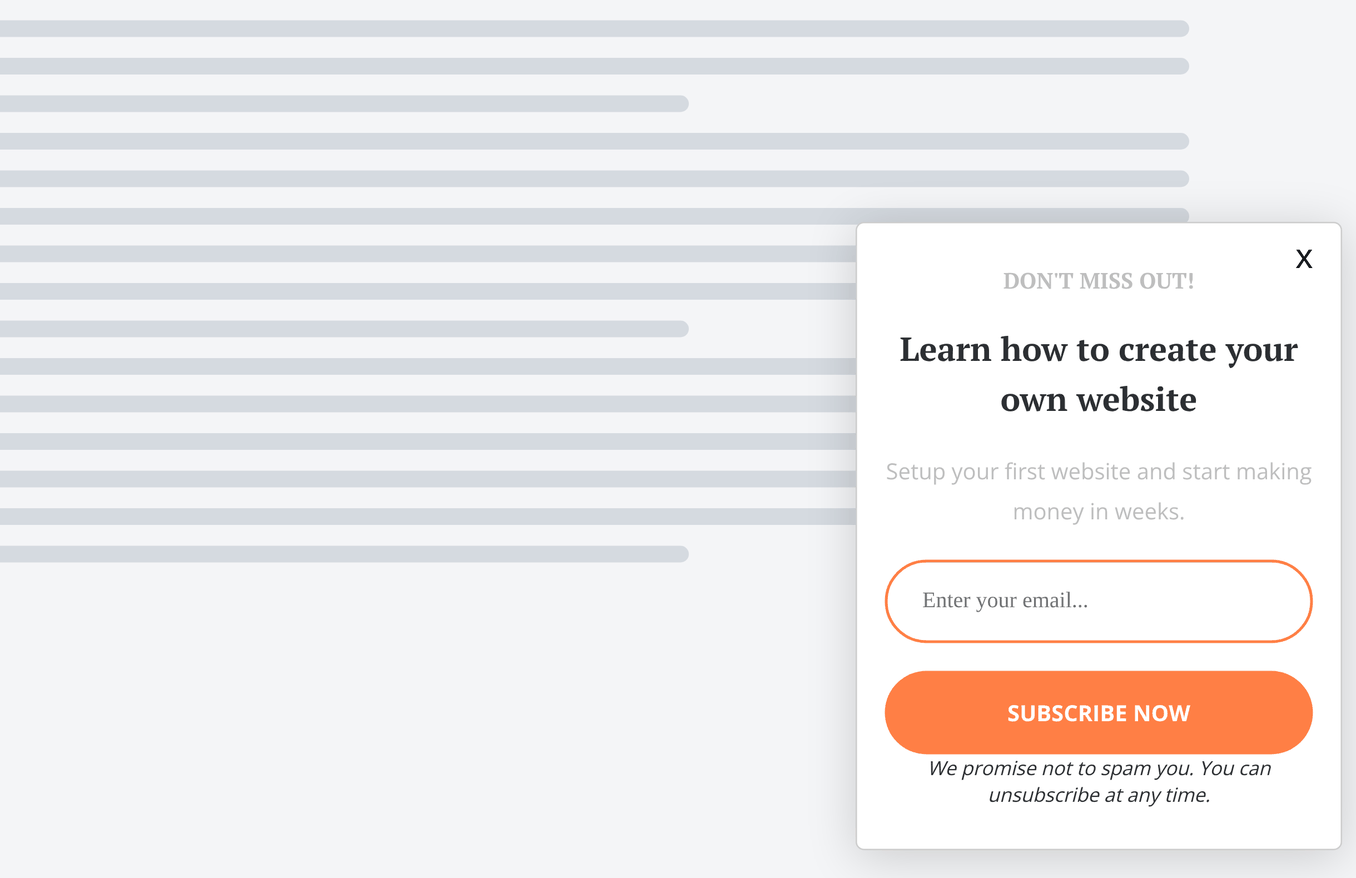 X
DON'T MISS OUT!
Learn how to create your
own website
Setup your first website and start making
money in weeks.
Enter your email...
SUBSCRIBE NOW
We promise not to spam you. You can
unsubscribe at any time.